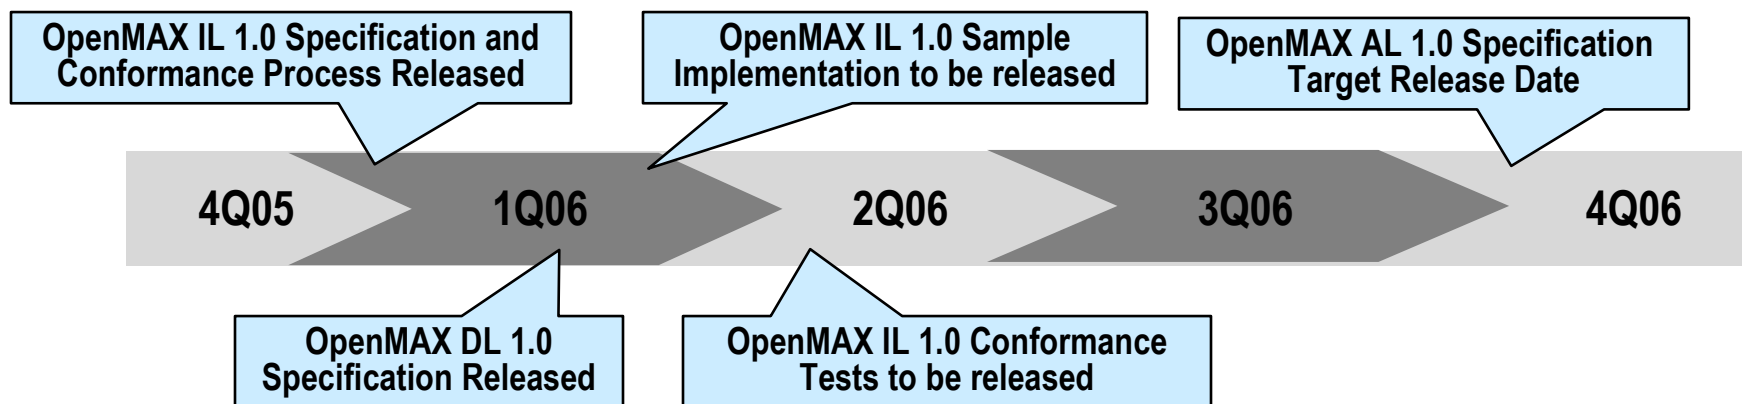 OpenMAX IL 1.0 Specification and
Conformance Process Released
OpenMAX IL 1.0 Sample
Implementation to be released
OpenMAX AL 1.0 Specification
Target Release Date
4Q05
1Q06
2Q06
3Q06
4Q06
OpenMAX DL 1.0
Specification Released
OpenMAX IL 1.0 Conformance
Tests to be released